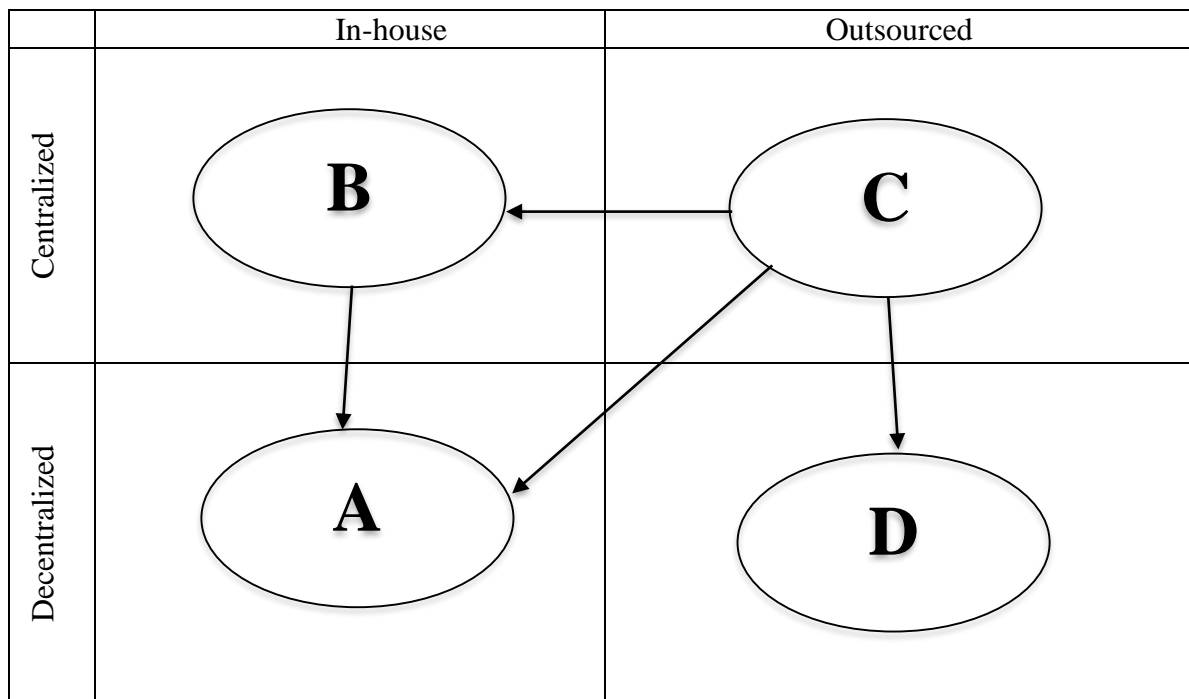 In-house
Outsourced
Centralized
B
C
Decentralized
A
D